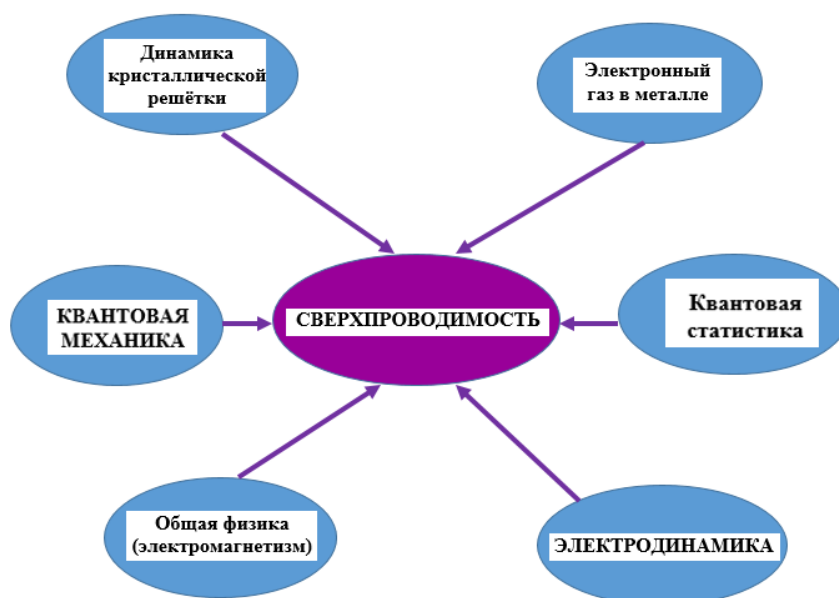 Динамика
кристаллической
решётки
Электронный
газ в металле
КВАНТОВАЯ
МЕХАНИКА
СВЕРХПРОВОДИМОСТЬ
Квантовая
статистика
Общая физика
(электромагнетизм)
ЭЛЕКТРОДИНАМИКА